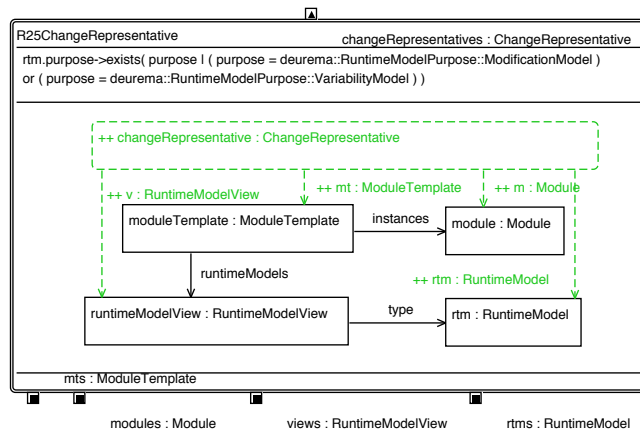 R25ChangeRepresentative
changeRepresentatives : ChangeRepresentative
rtm.purpose->exists( purpose | ( purpose = deurema::RuntimeModelPurpose::ModificationModel )
or ( purpose = deurema::RuntimeModelPurpose::VariabilityModel ) )
++ changeRepresentative : ChangeRepresentative
++ v : RuntimeModelView
++ mt : ModuleTemplate
++ m : Module
moduleTemplate : ModuleTemplate
instances
module : Module
runtimeModels
++ rtm : RuntimeModel
runtimeModelView : RuntimeModelView
type
rtm : RuntimeModel
mts : ModuleTemplate
modules : Module
views : RuntimeModelView
rtms : RuntimeModel